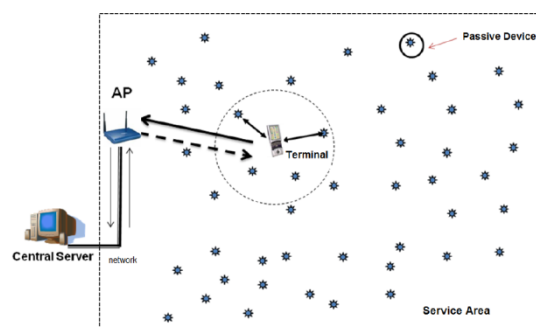 Passive Device
AP
Terminal
Central Server
network
Service Area